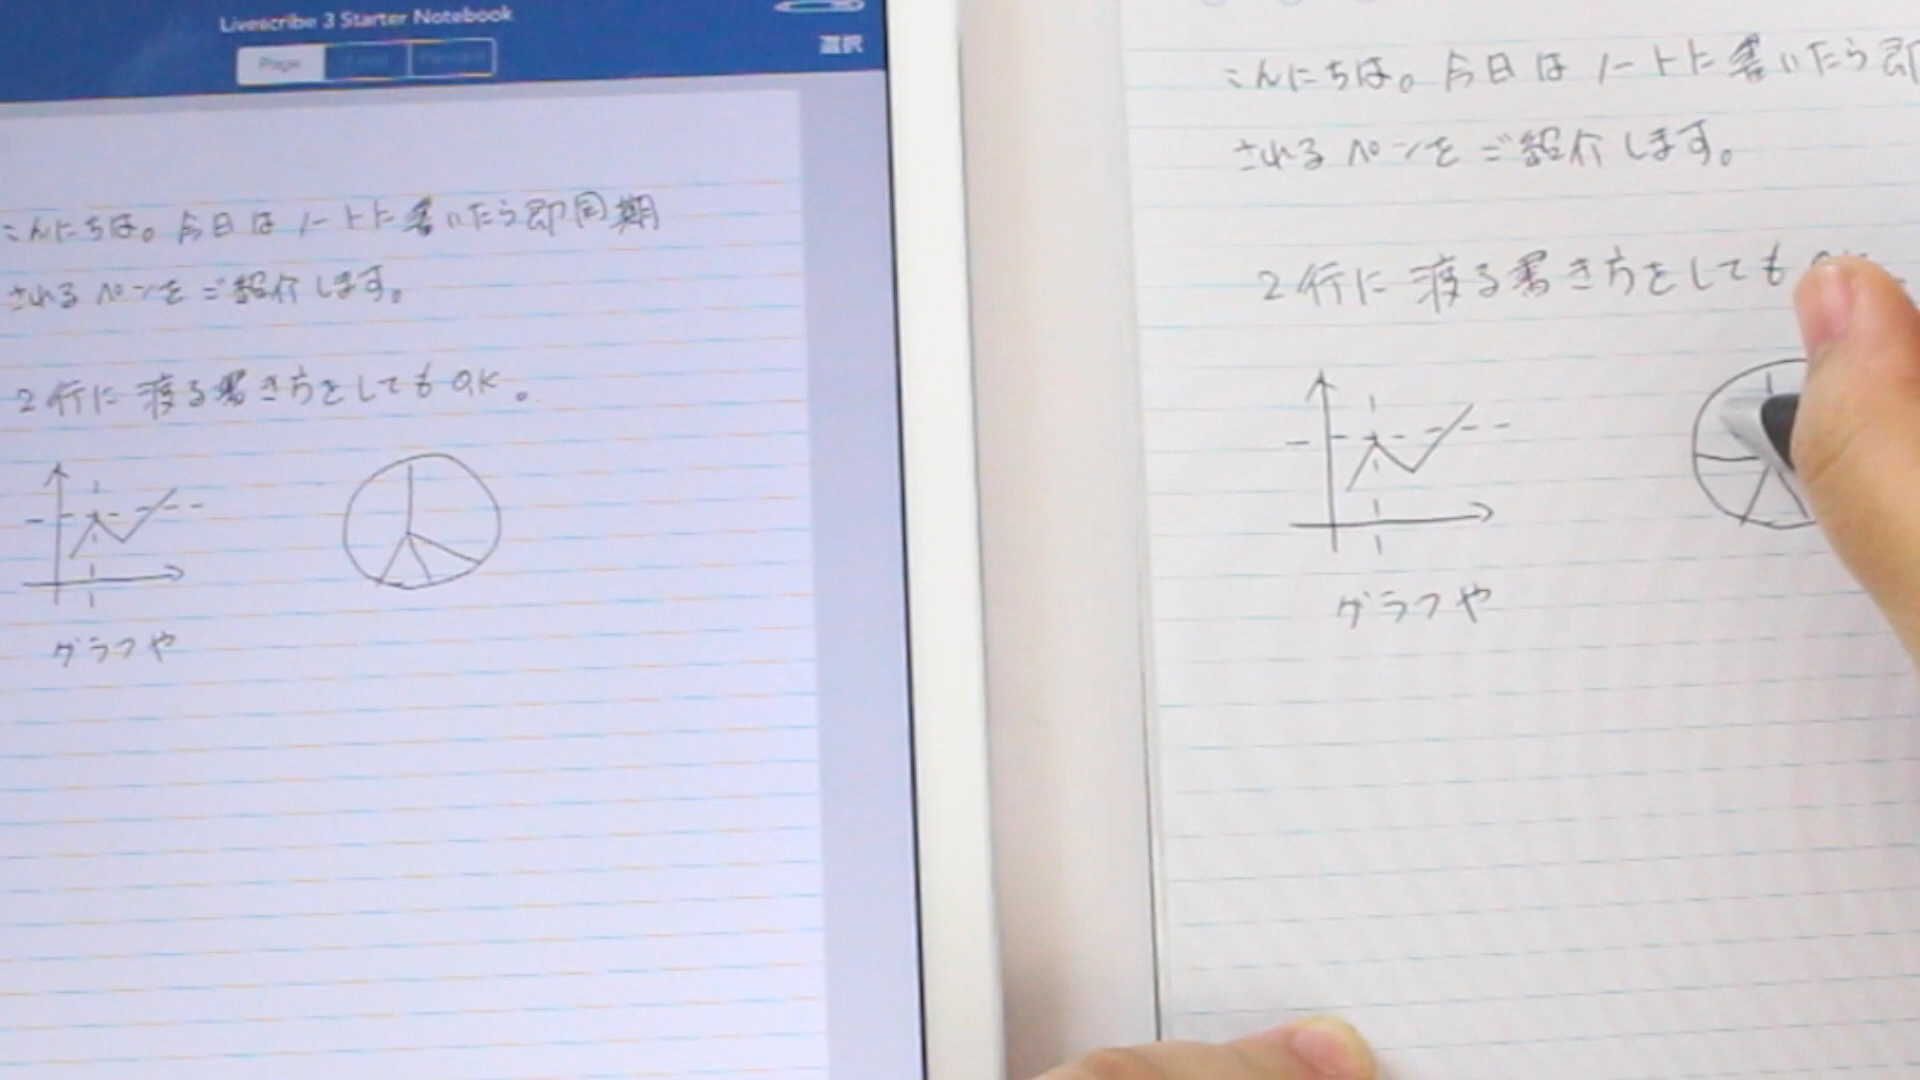 Livescribe 3 Starter Notebook
Page
選択
こんにちは。今日はノートに書いたら即同期
されるペンをご紹介します。
2行に渡る書き方をしてもOK。
グラフや
こんにちは。今日はノートに書いたら即
されるペンをご紹介します。
2行に渡る書き方をしても
グラフや